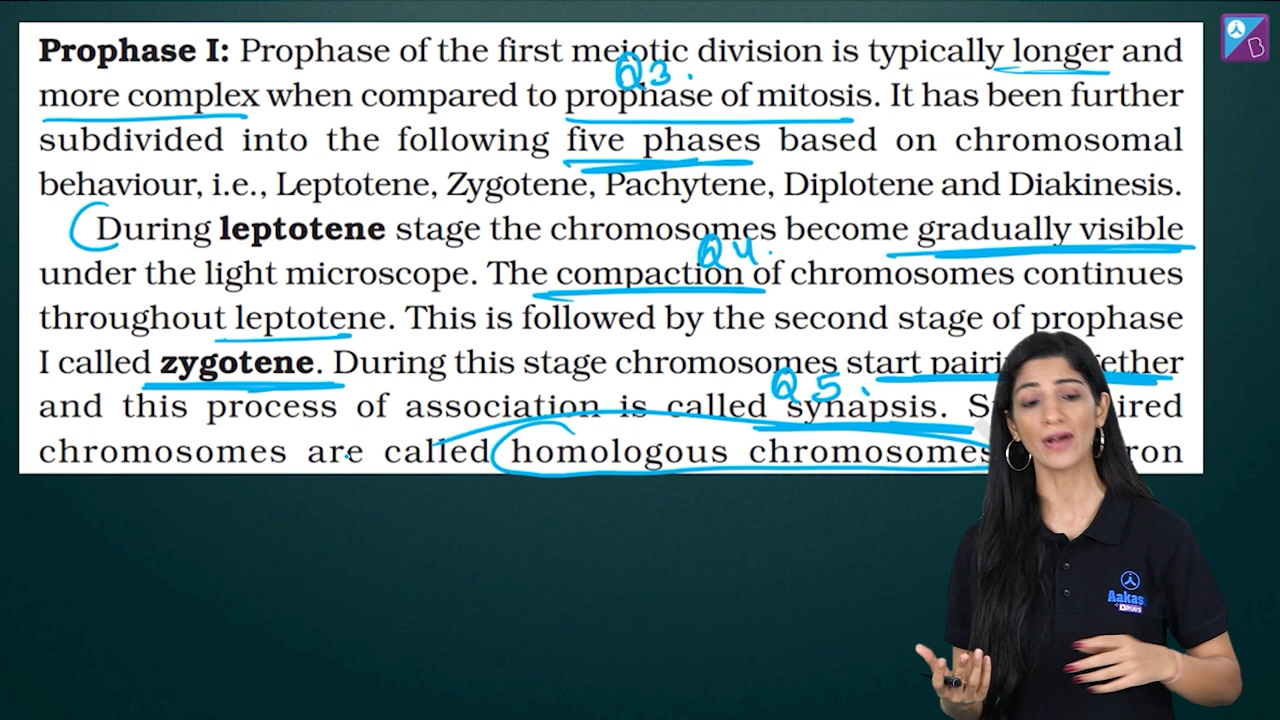 Prophase I: Prophase of the first meiotic division is typically longer and
Q3.
more complex when compared to prophase of mitosis. It has been further
subdivided into the following five phases based on chromosomal
behaviour, i.e., Leptotene, Zygotene, Pachytene, Diplotene and Diakinesis.
During leptotene stage the chromosomes become gradually visible
Q4.
under the light microscope. The compaction of chromosomes continues
throughout leptotene. This is followed by the second stage of prophase
I called zygotene. During this stage chromosomes start
Q5.
and this process of association is called synapsis.
chromosomes are called homologous chromosomes
B
Aakas